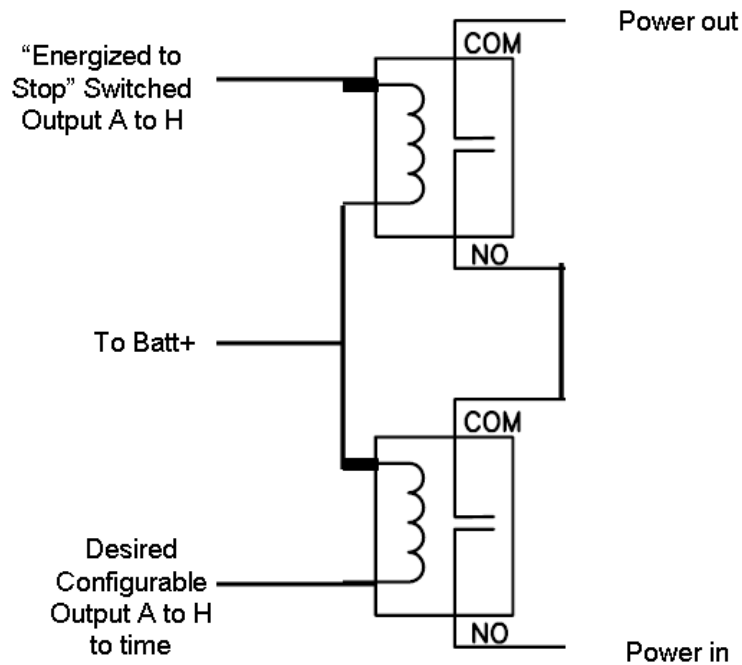 Power out
COM
“Energized to
Stop” Switched
Output A to H
NO
To Batt+
COM
Desired
Configurable
Output A to H
to time
NO
Power in